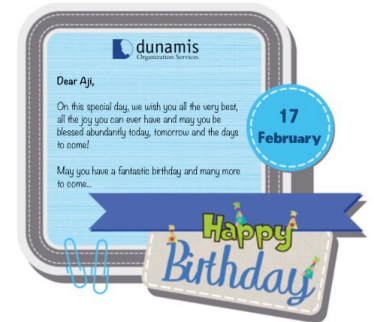 dunamis
Organization Services
Dear Aji,
On this special day, we wish you all the very best,
all the joy you can ever have and may you be
blessed abundantly today, tomorrow and the days
to come!
May you have a fantastic birthday and many more
to come...
17
February
Happy
Birthday